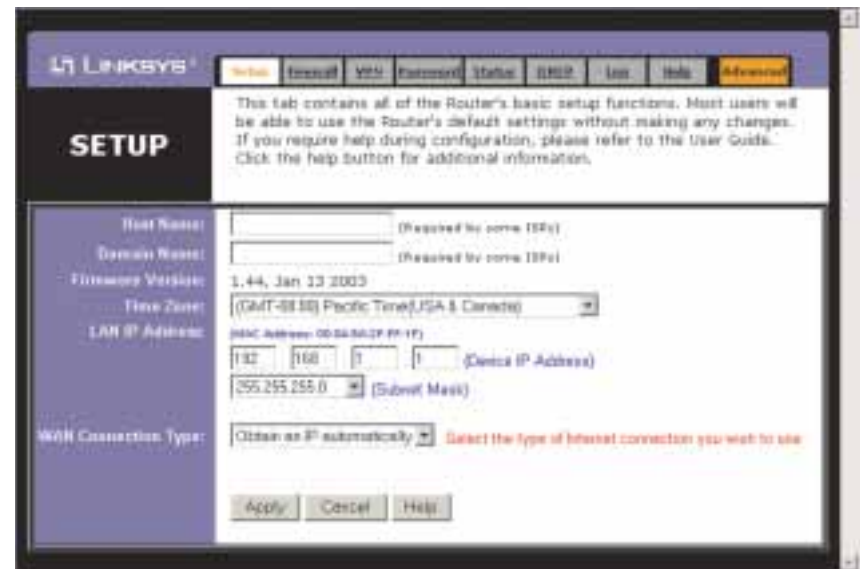 LINKSYS
Setup Firewall VPN Password Status DHCP Log Help Advanced
SETUP
This tab contains all of the Router's basic setup functions. Most users will
be able to use the Router's default settings without making any changes.
If you require help during configuration, please refer to the User Guide.
Click the help button for additional information.
Host Name: (Required by some ISPs)
Domain Name: (Required by some ISPs)
Firmware Version: 1.44, Jan 13 2003
Time Zone: (GMT-08:00) Pacific Time(USA & Canada)
LAN IP Address:
(MAC Address:
192 168 1 1 (Device IP Address)
255.255.255.0 (Subnet Mask)
WAN Connection Type: Obtain an IP automatically Select the type of Internet connection you wish to use
Apply Cancel Help